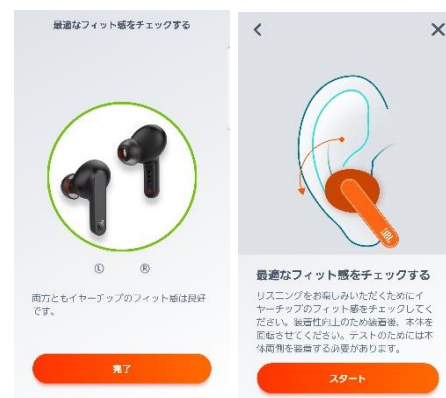 最適なフィット感をチェックする
Ⓛ Ⓡ
両方ともイヤーチップのフィット感は良好
です。
完了
最適なフィット感をチェックする
リスニングをお楽しみいただくためにイ
ヤーチップのフィット感をチェックしてく
ださい。装着性向上のため装着後、本体を
回転させてください。テストのためには本
体両側を装着する必要があります。
スタート
JBL